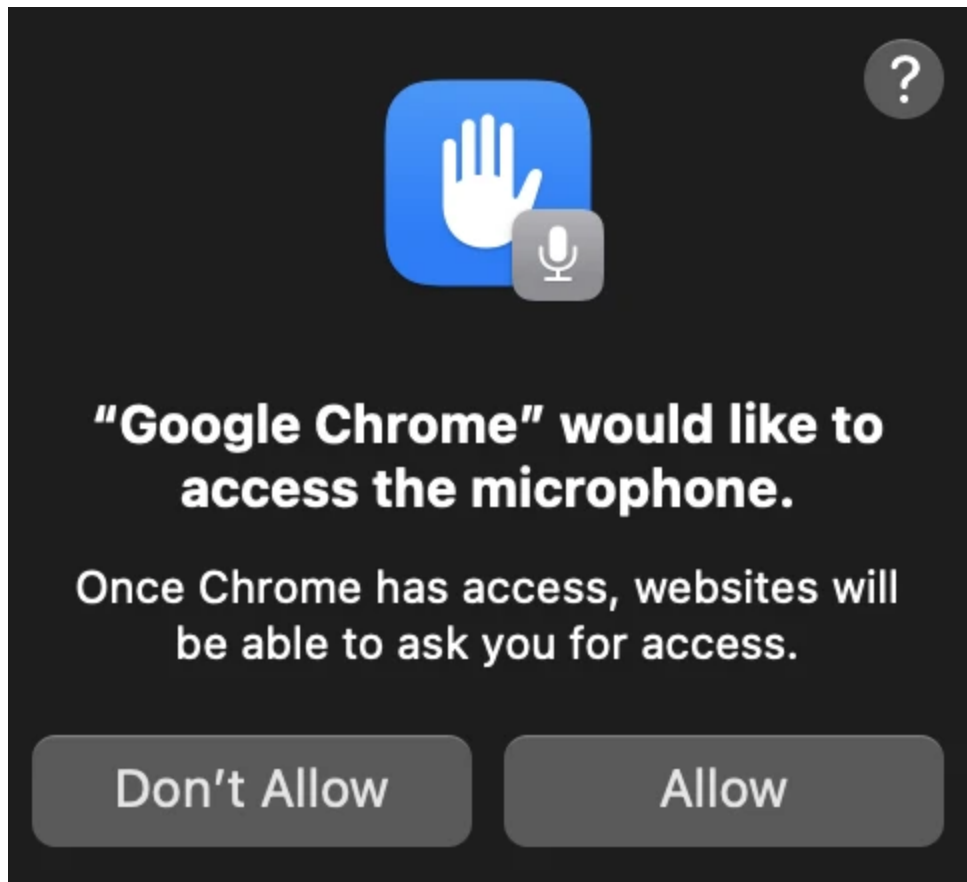 ?
“Google Chrome” would like to
access the microphone.
Once Chrome has access, websites will
be able to ask you for access.
Don’t Allow
Allow